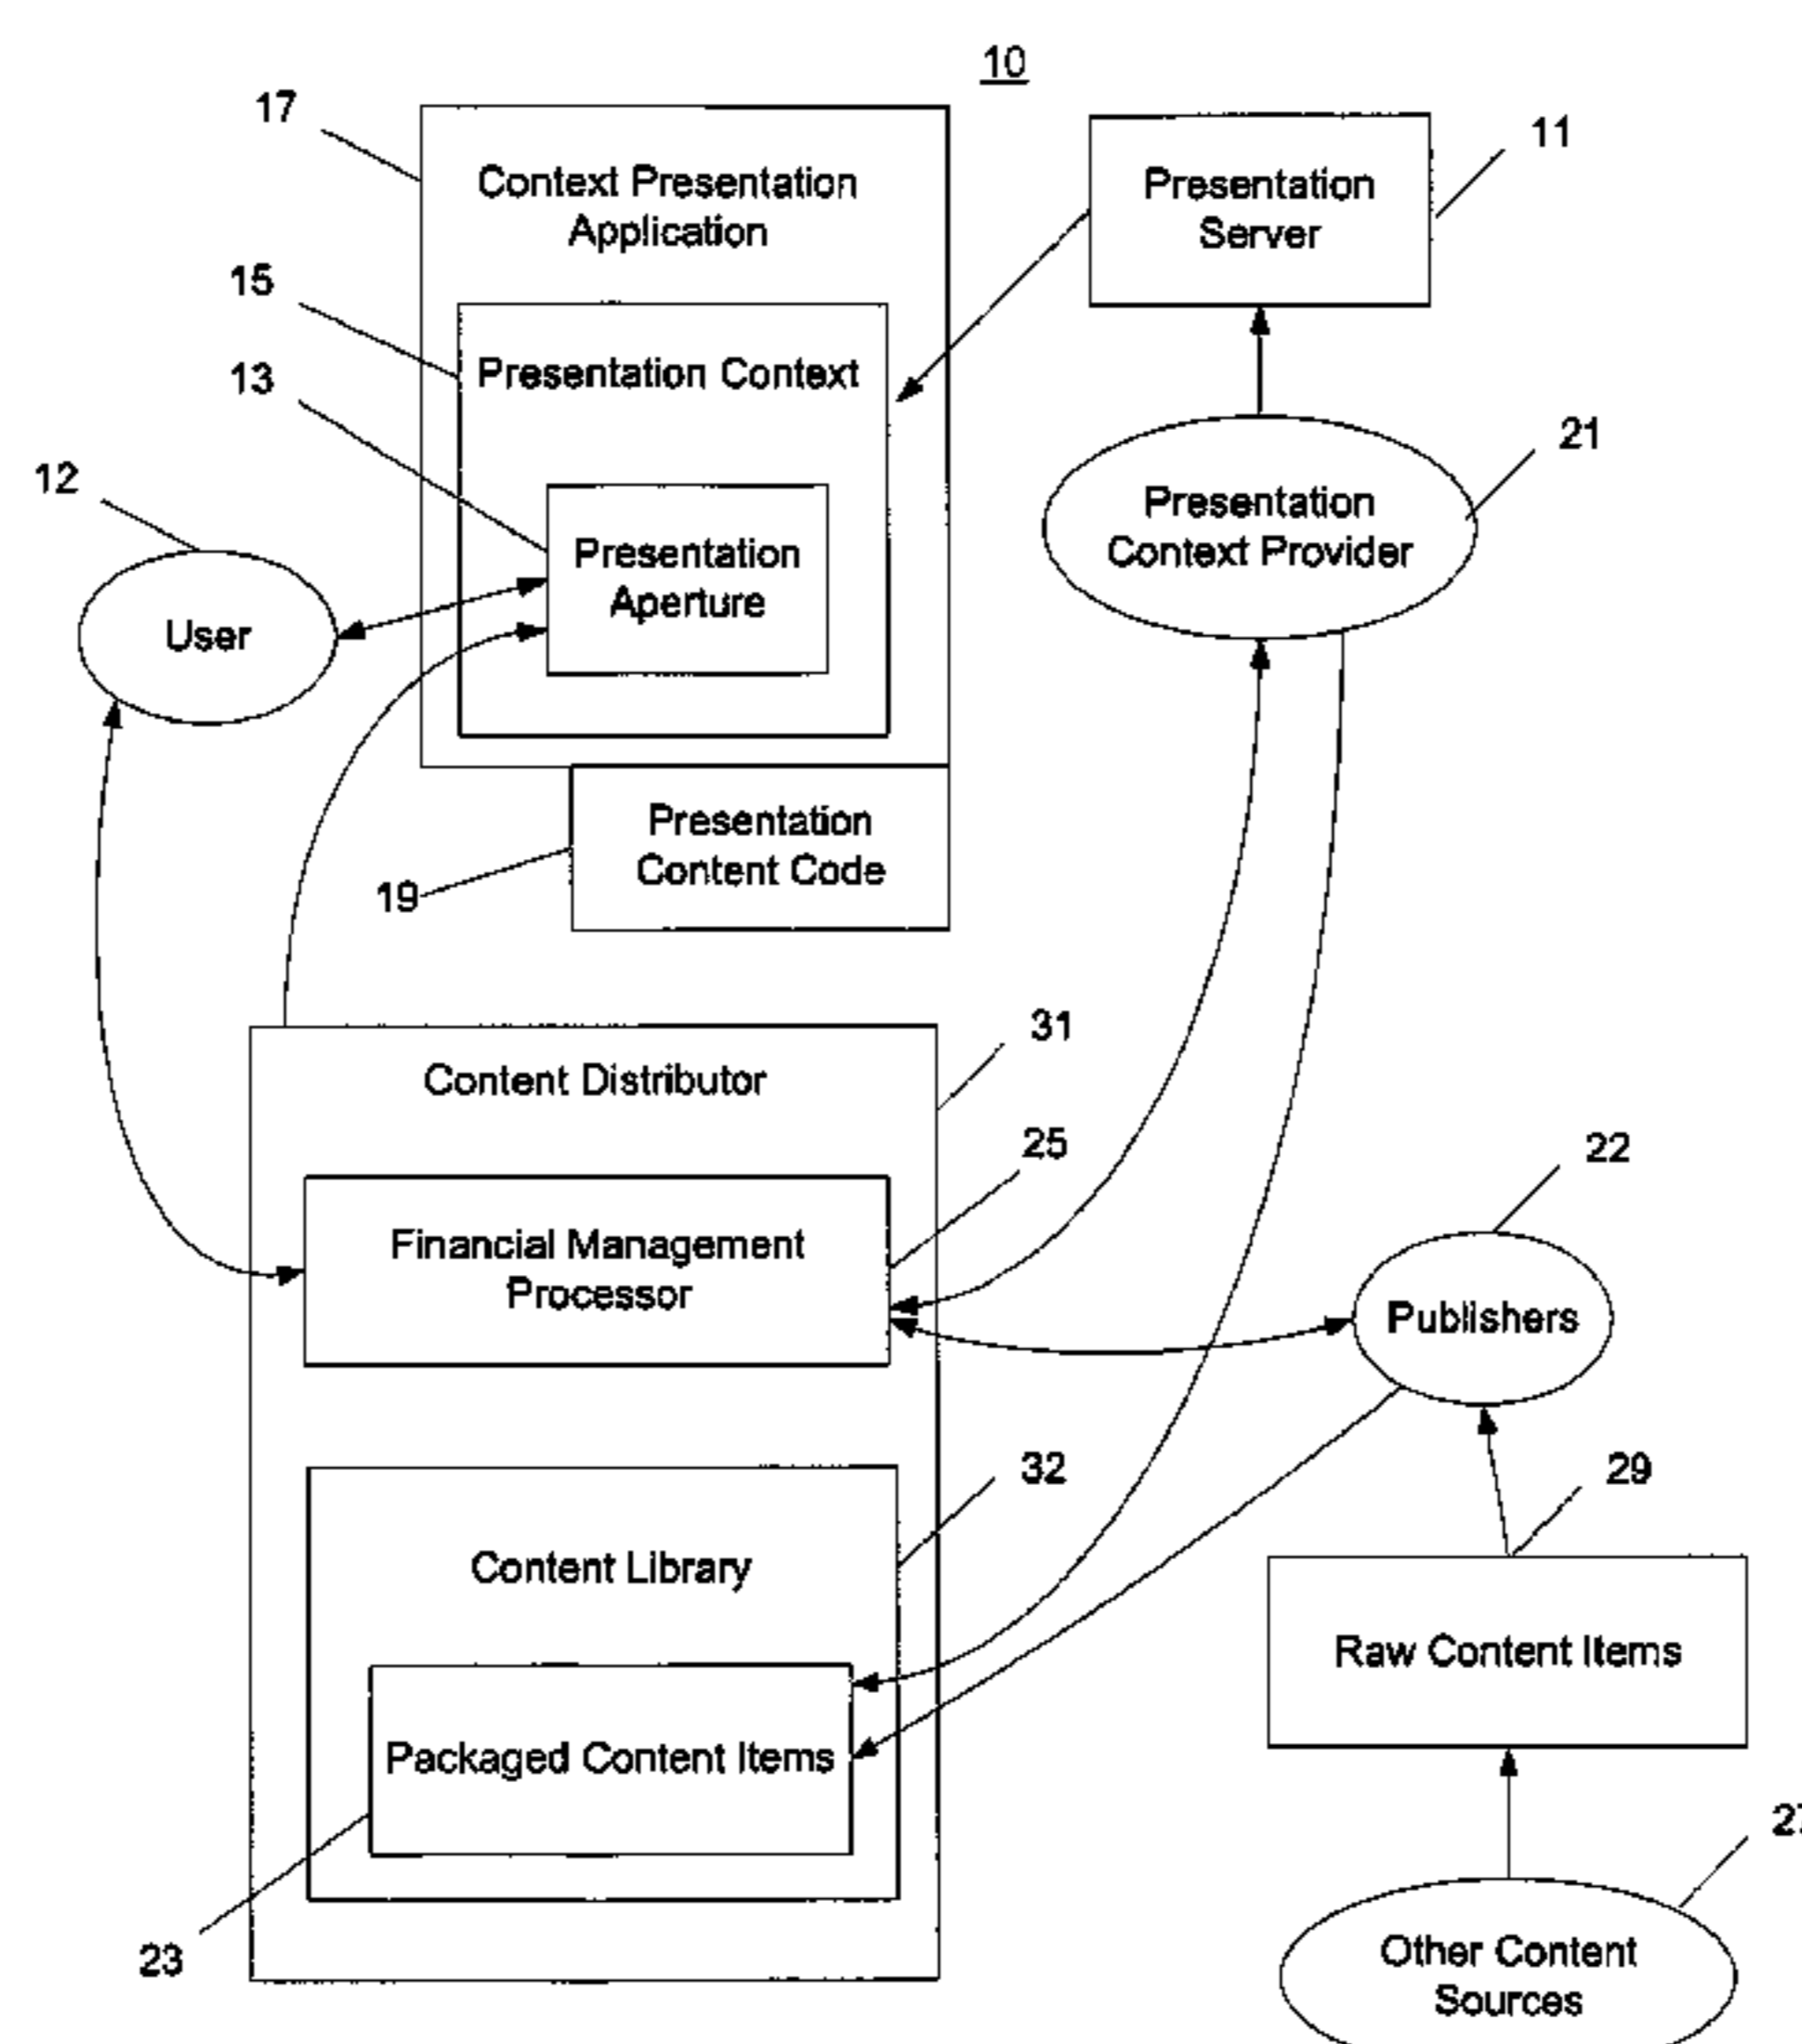 10
17
Context Presentation
Application
11
Presentation
Server
15
Presentation Context
13
21
Presentation
Context Provider
12
Presentation
Aperture
User
Presentation
Content Code
19
31
Content Distributor
25
22
Financial Management
Processor
Publishers
32
29
Content Library
Raw Content Items
Packaged Content Items
27
23
Other Content
Sources